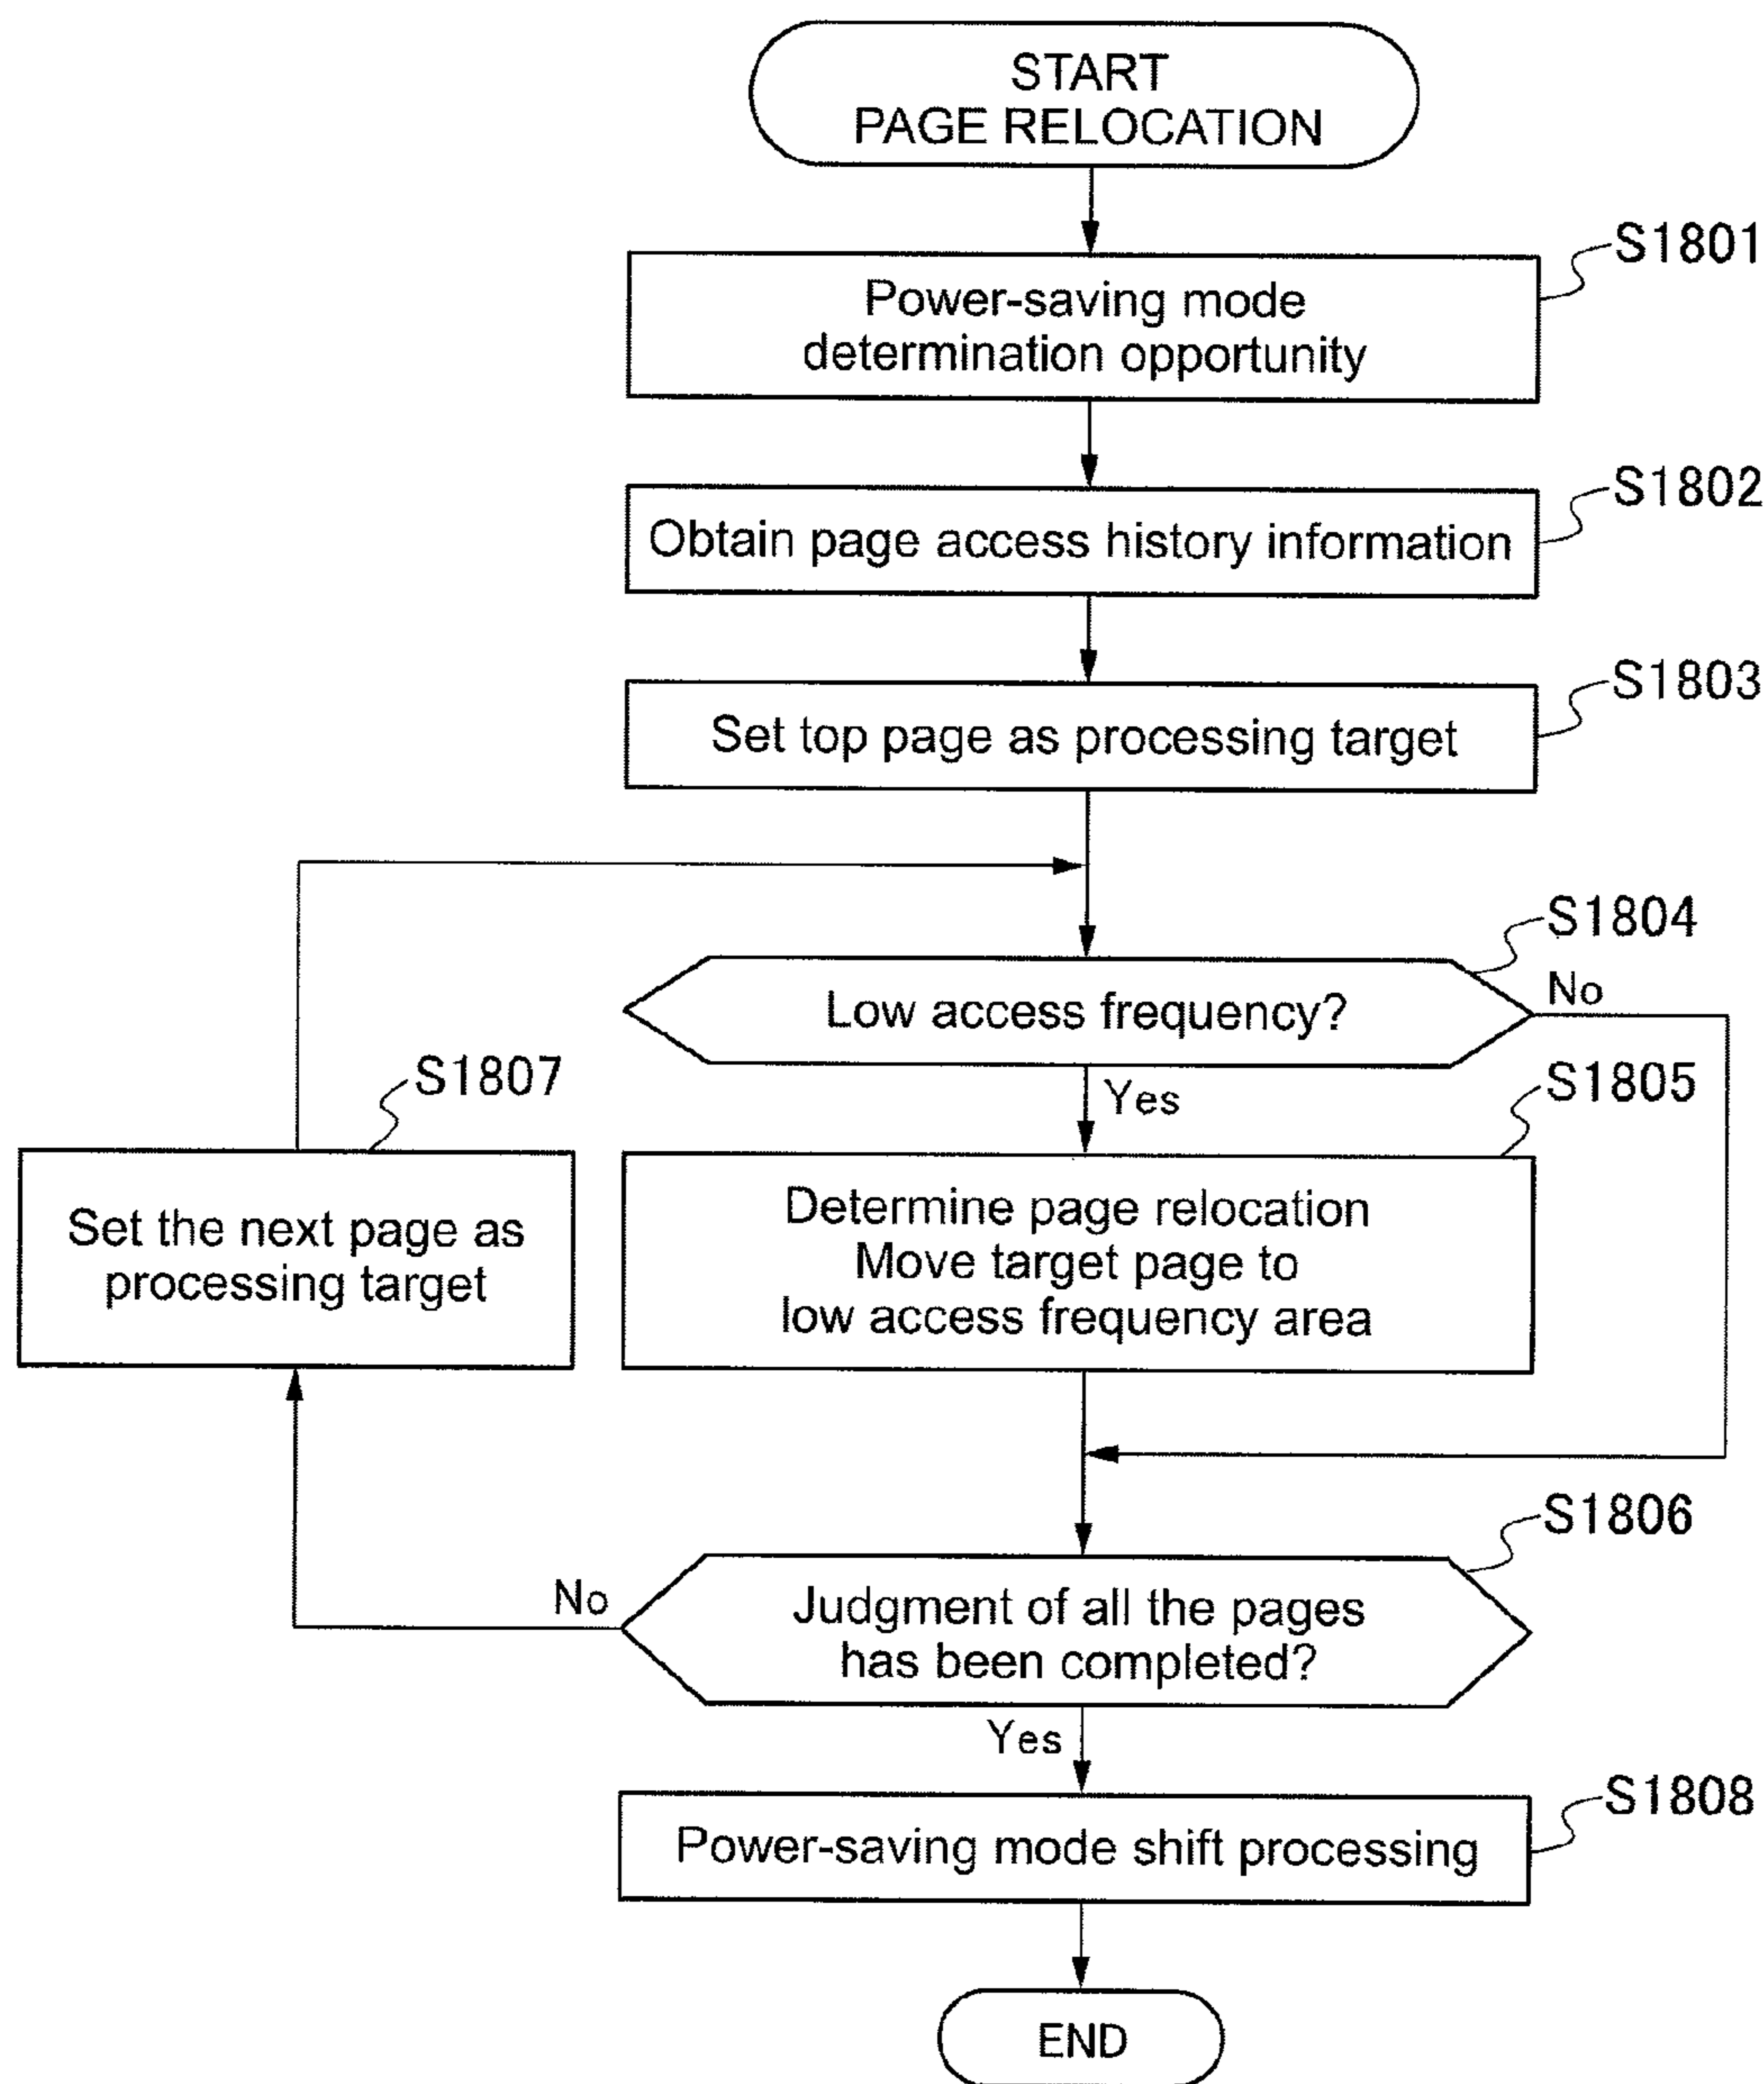 START
PAGE RELOCATION
S1801
Power-saving mode
determination opportunity
S1802
Obtain page access history information
S1803
Set top page as processing target
S1804
Low access frequency?
No
Yes
S1805
Determine page relocation
Move target page to
low access frequency area
S1807
Set the next page as
processing target
S1806
Judgment of all the pages
has been completed?
No
Yes
S1808
Power-saving mode shift processing
END